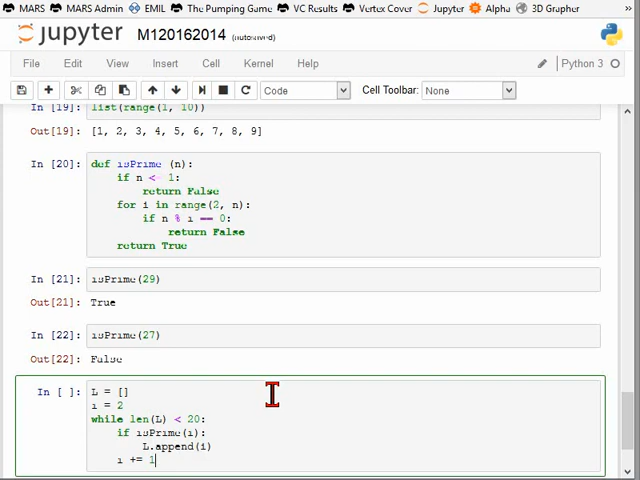 MARS MARS Admin EMIL The Pumping Game VC Results Vertex Cover Jupyter Alpha 3D Grapher
jupyter M120162014 (autosaved)
File Edit View Insert Cell Kernel Help Python 3
Code Cell Toolbar: None
In [19]: list(range(1, 10))
Out[19]: [1, 2, 3, 4, 5, 6, 7, 8, 9]
In [20]: def isPrime (n):
if n <= 1:
return False
for i in range(2, n):
if n % i == 0:
return False
return True
In [21]: isPrime(29)
Out[21]: True
In [22]: isPrime(27)
Out[22]: False
In [ ]: L = []
i = 2
while len(L) < 20:
if isPrime(i):
L.append(i)
i += 1